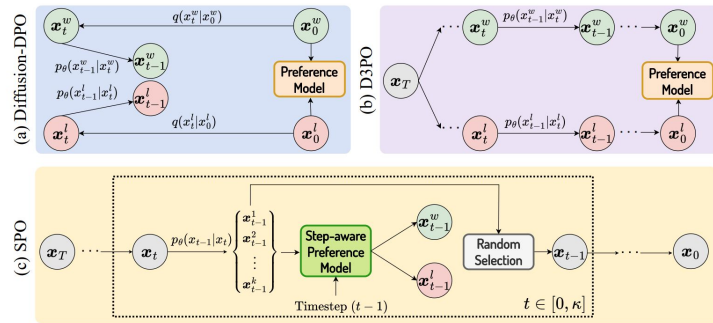 (a) Diffusion-DPO
x_t^w
q(x_t^w|x_0^w)
x_0^w
p_θ(x_{t-1}^w|x_t^w)
x_{t-1}^w
p_θ(x_{t-1}^l|x_t^l)
x_{t-1}^l
Preference
Model
x_t^l
q(x_t^l|x_0^l)
x_0^l
(b) D3PO
x_T
...
x_t^w
p_θ(x_{t-1}^w|x_t^w)
x_{t-1}^w
...
x_0^w
Preference
Model
...
x_t^l
p_θ(x_{t-1}^l|x_t^l)
x_{t-1}^l
...
x_0^l
(c) SPO
x_T
...
x_t
p_θ(x_{t-1}|x_t)
x_{t-1}^1
x_{t-1}^2
⋮
x_{t-1}^k
Step-aware
Preference
Model
Timestep (t−1)
x_{t-1}^w
x_{t-1}^l
Random
Selection
x_{t-1}
...
x_0
t ∈ [0, κ]